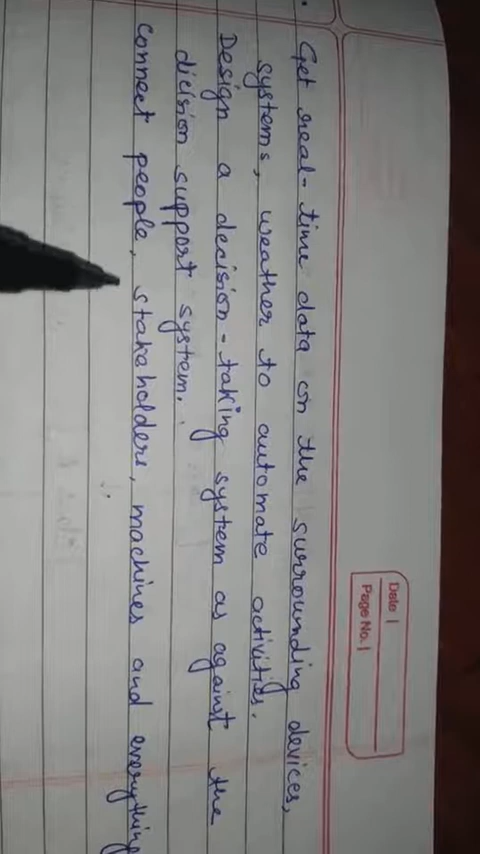 Date |
Page No. |
Get real-time data on the surrounding devices,
systems, weather to automate activities.
Design a decision-taking system as against the
dicision support system.
connect people, stakeholders, machines and everything